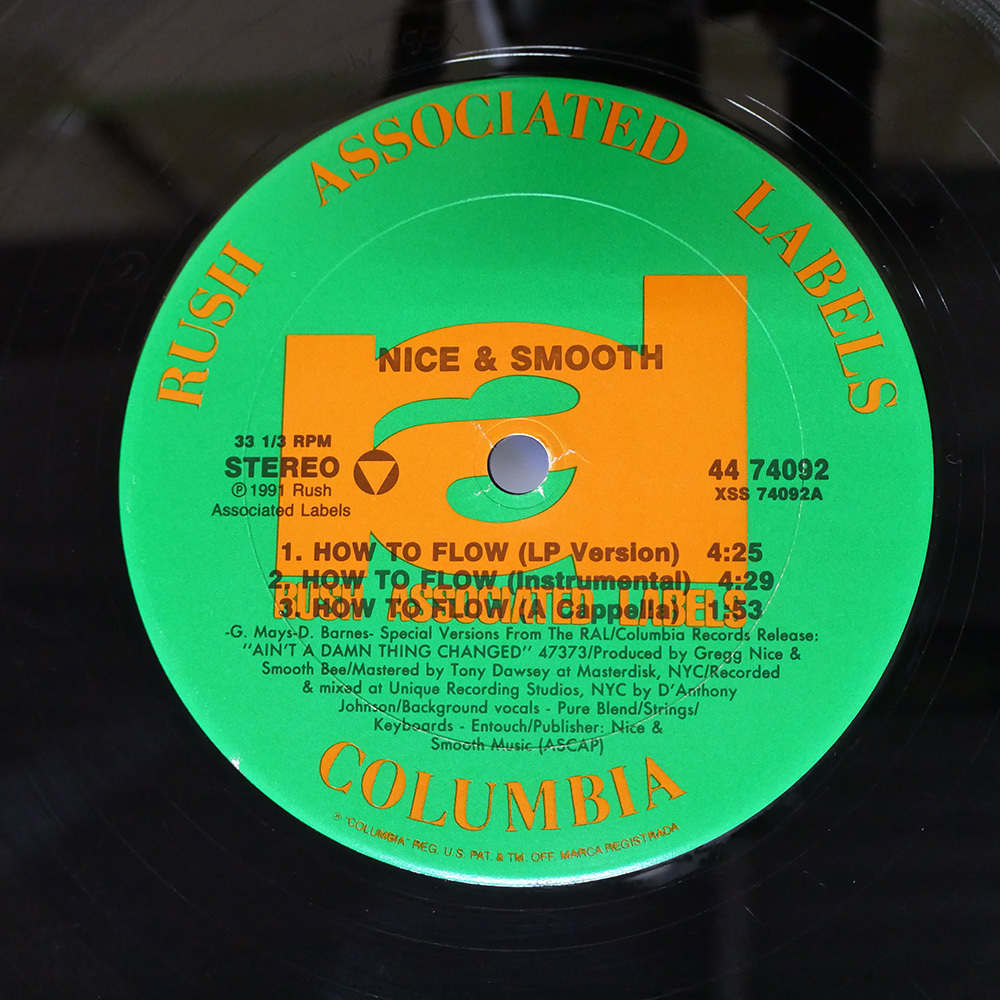 RUSH ASSOCIATED LABELS
NICE & SMOOTH
33 1/3 RPM
STEREO
℗ 1991 Rush
Associated Labels
44 74092
XSS 74092A
1. HOW TO FLOW (LP Version) 4:25
2. HOW TO FLOW (Instrumental) 4:29
3. HOW TO FLOW (A Cappella) 1:53
RUSH ASSOCIATED LABELS
-G. Mays-D. Barnes- Special Versions From The RAL/Columbia Records Release:
"AIN'T A DAMN THING CHANGED" 47373/Produced by Gregg Nice &
Smooth Bee/Mastered by Tony Dawsey at Masterdisk, NYC/Recorded
& mixed at Unique Recording Studios, NYC by D'Anthony
Johnson/Background vocals - Pure Blend/Strings/
Keyboards - Entouch/Publisher: Nice &
Smooth Music (ASCAP)
COLUMBIA
® "COLUMBIA" REG. U.S. PAT. & TM. OFF. MARCA REGISTRADA